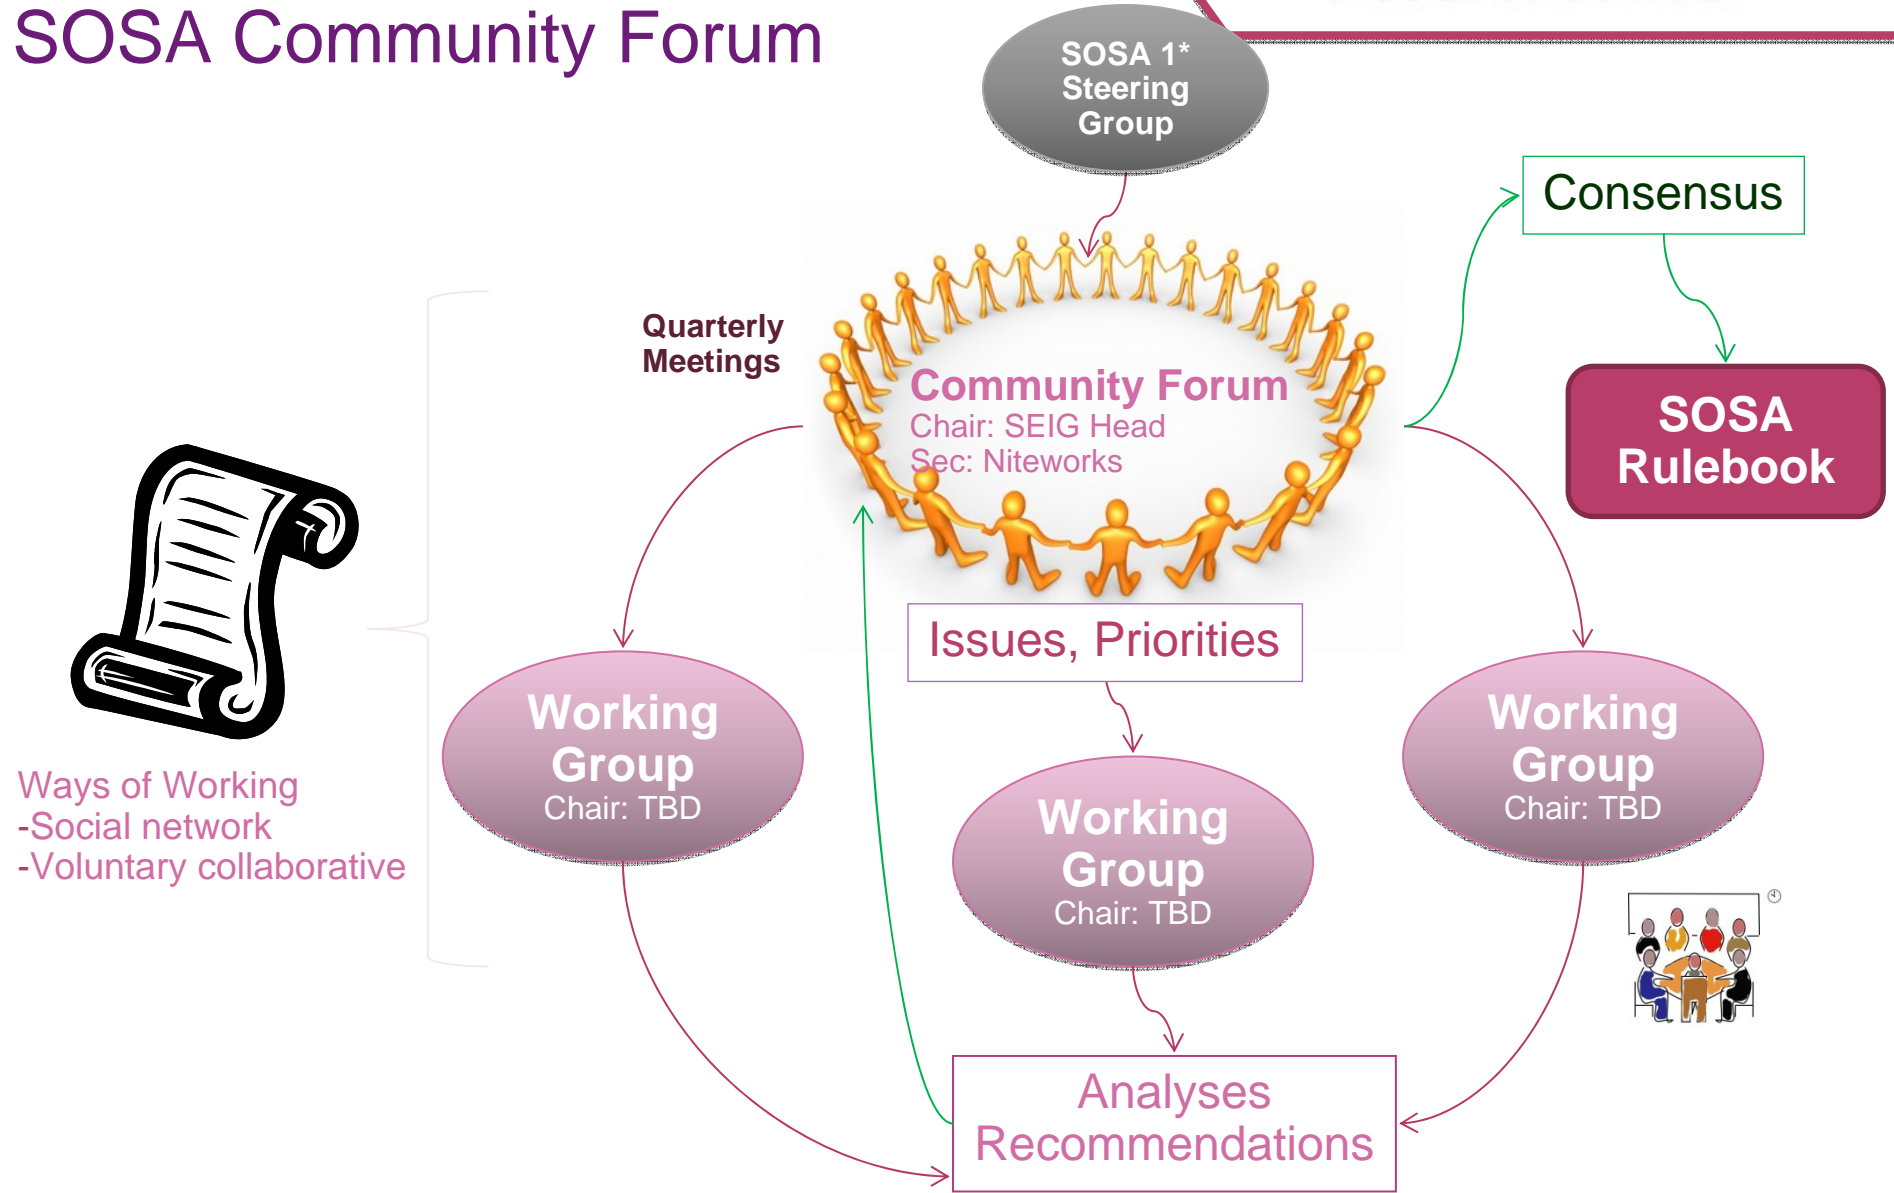 SOSA Community Forum
SOSA 1*
Steering
Group
Consensus
Quarterly
Meetings
Community Forum
Chair: SEIG Head
Sec: Niteworks
SOSA
Rulebook
Issues, Priorities
Working
Group
Chair: TBD
Working
Group
Chair: TBD
Working
Group
Chair: TBD
Ways of Working
-Social network
-Voluntary collaborative
Analyses
Recommendations